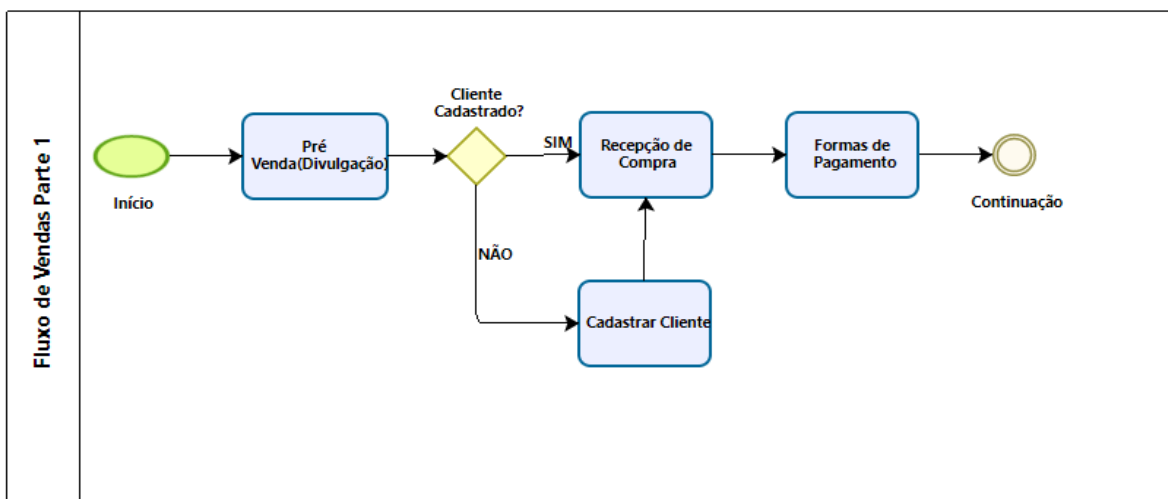 Fluxo de Vendas Parte 1
Início
Pré
Venda(Divulgação)
Cliente
Cadastrado?
SIM
NÃO
Recepção de
Compra
Cadastrar Cliente
Formas de
Pagamento
Continuação